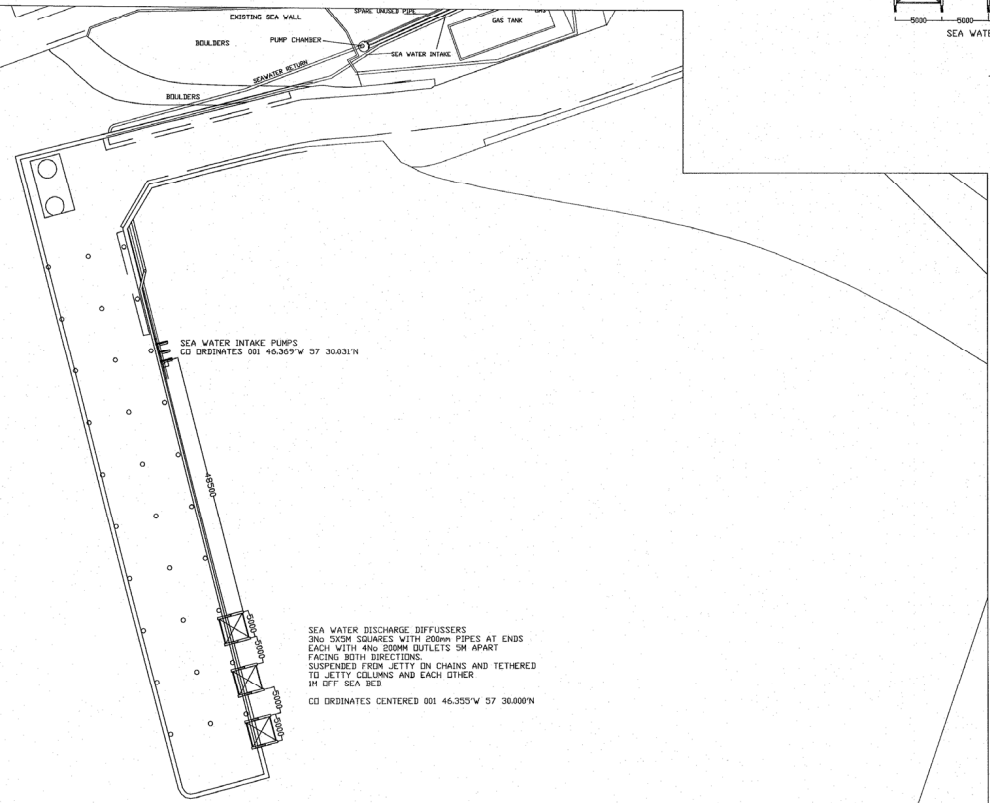 EXISTING SEA WALL
SPARE UNUSED PIPE
GAS
GAS TANK
BOULDERS
PUMP CHAMBER
SEA WATER INTAKE
SEAWATER RETURN
BOULDERS
5000
5000
SEA WATE
SEA WATER INTAKE PUMPS
CO ORDINATES 001 46.369'W 57 30.031'N
48500
5000
5000
5000
5000
SEA WATER DISCHARGE DIFFUSSERS
3No 5X5M SQUARES WITH 200mm PIPES AT ENDS
EACH WITH 4No 200MM OUTLETS 5M APART
FACING BOTH DIRECTIONS.
SUSPENDED FROM JETTY ON CHAINS AND TETHERED
TO JETTY COLUMNS AND EACH OTHER
1M OFF SEA BED
CO ORDINATES CENTERED 001 46.355'W 57 30.000'N